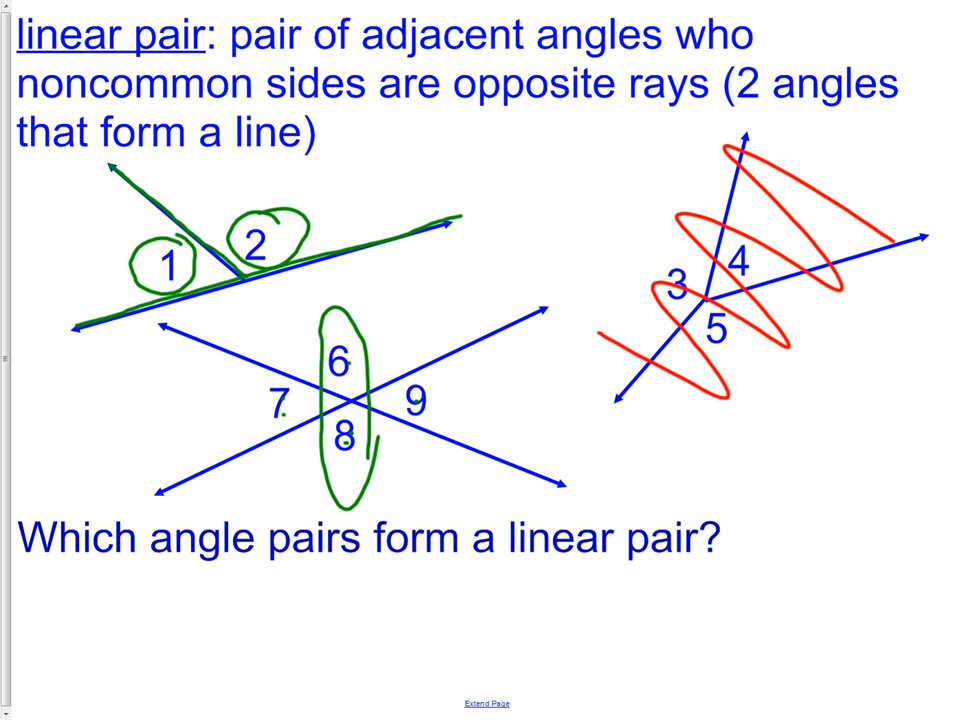 linear pair: pair of adjacent angles who
noncommon sides are opposite rays (2 angles
that form a line)
1
2
3
4
5
6
7
8
9
Which angle pairs form a linear pair?
Extend Page